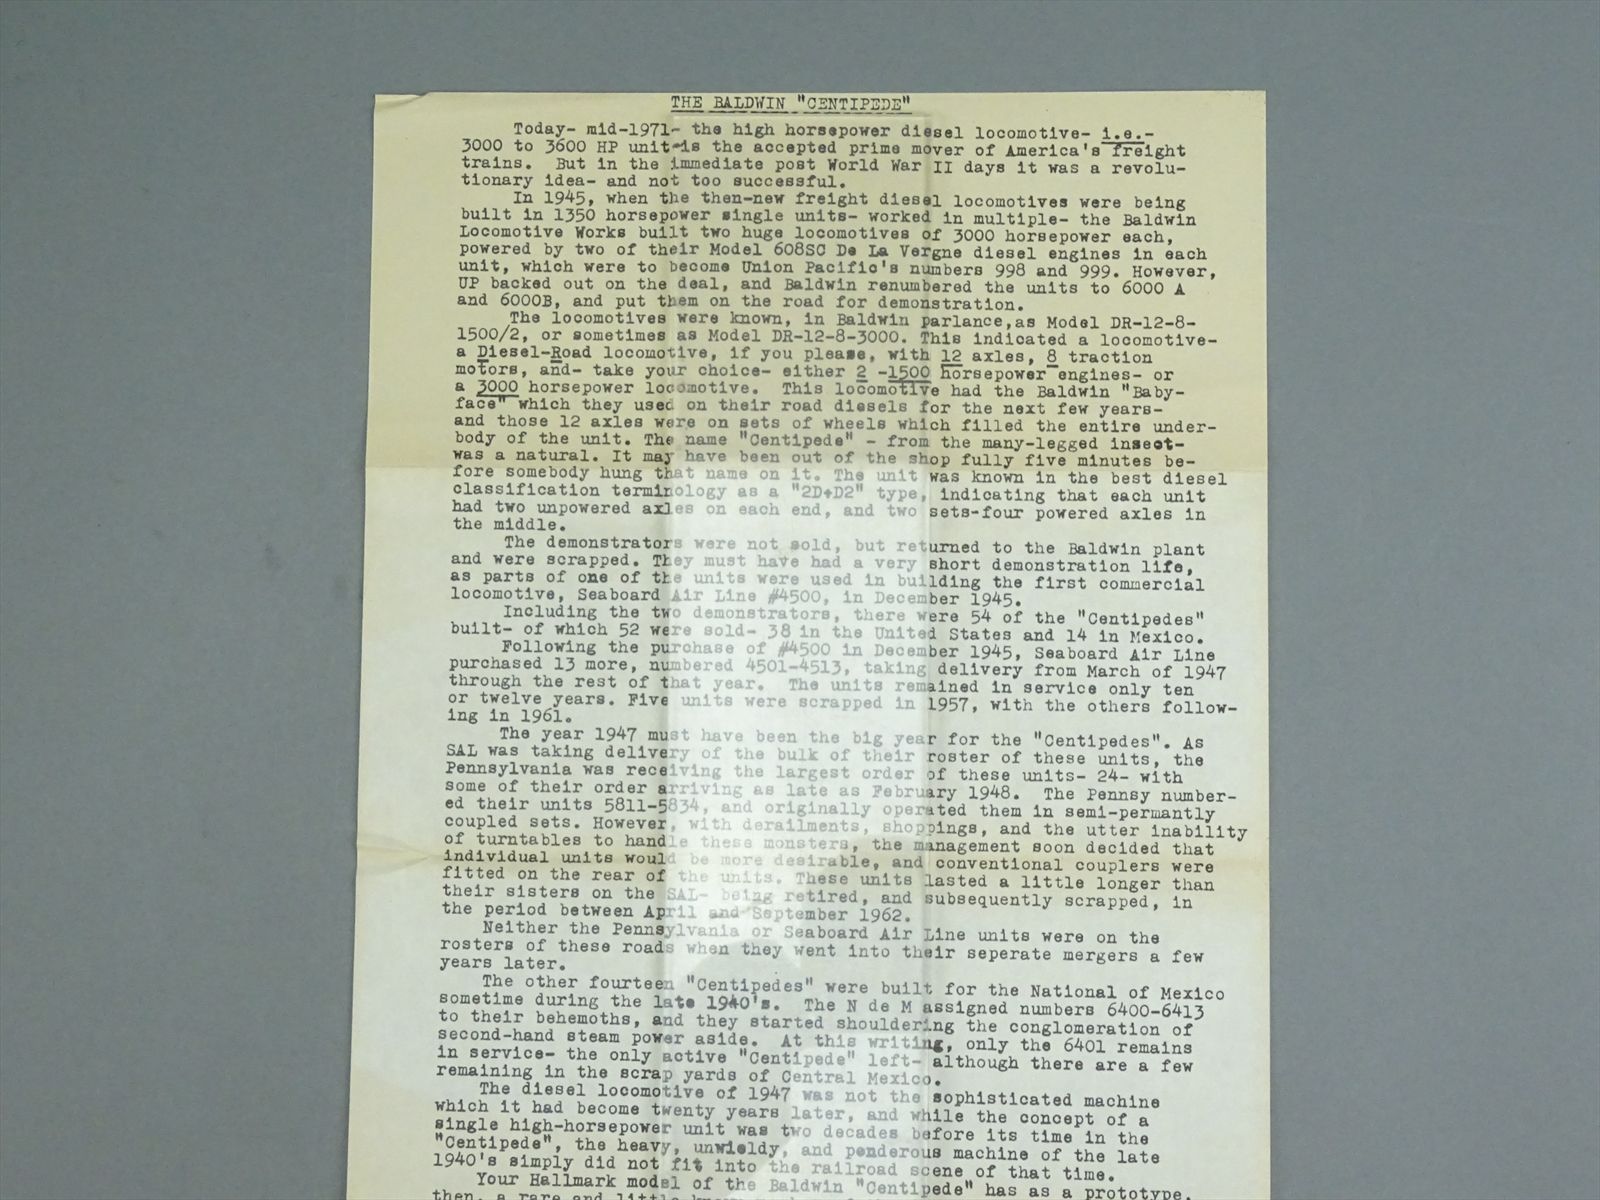 THE BALDWIN "CENTIPEDE"
Today- mid-1971- the high horsepower diesel locomotive- i.e.-
3000 to 3600 HP unit-is the accepted prime mover of America's freight
trains. But in the immediate post World War II days it was a revolu-
tionary idea- and not too successful.
In 1945, when the then-new freight diesel locomotives were being
built in 1350 horsepower single units- worked in multiple- the Baldwin
Locomotive Works built two huge locomotives of 3000 horsepower each,
powered by two of their Model 608SC De La Vergne diesel engines in each
unit, which were to become Union Pacific's numbers 998 and 999. However,
UP backed out on the deal, and Baldwin renumbered the units to 6000 A
and 6000B, and put them on the road for demonstration.
The locomotives were known, in Baldwin parlance,as Model DR-12-8-
1500/2, or sometimes as Model DR-12-8-3000. This indicated a locomotive-
a Diesel-Road locomotive, if you please, with 12 axles, 8 traction
motors, and- take your choice- either 2 -1500 horsepower engines- or
a 3000 horsepower locomotive. This locomotive had the Baldwin "Baby-
face" which they used on their road diesels for the next few years-
and those 12 axles were on sets of wheels which filled the entire under-
body of the unit. The name "Centipede" - from the many-legged insect-
was a natural. It may have been out of the shop fully five minutes be-
fore somebody hung that name on it. The unit was known in the best diesel
classification terminology as a "2D+D2" type, indicating that each unit
had two unpowered axles on each end, and two sets-four powered axles in
the middle.
The demonstrators were not sold, but returned to the Baldwin plant
and were scrapped. They must have had a very short demonstration life,
as parts of one of the units were used in building the first commercial
locomotive, Seaboard Air Line #4500, in December 1945.
Including the two demonstrators, there were 54 of the "Centipedes"
built- of which 52 were sold- 38 in the United States and 14 in Mexico.
Following the purchase of #4500 in December 1945, Seaboard Air Line
purchased 13 more, numbered 4501-4513, taking delivery from March of 1947
through the rest of that year. The units remained in service only ten
or twelve years. Five units were scrapped in 1957, with the others follow-
ing in 1961.
The year 1947 must have been the big year for the "Centipedes". As
SAL was taking delivery of the bulk of their roster of these units, the
Pennsylvania was receiving the largest order of these units- 24- with
some of their order arriving as late as February 1948. The Pennsy number-
ed their units 5811-5834, and originally operated them in semi-permantly
coupled sets. However, with derailments, shoppings, and the utter inability
of turntables to handle these monsters, the management soon decided that
individual units would be more desirable, and conventional couplers were
fitted on the rear of the units. These units lasted a little longer than
their sisters on the SAL- being retired, and subsequently scrapped, in
the period between April and September 1962.
Neither the Pennsylvania or Seaboard Air Line units were on the
rosters of these roads when they went into their seperate mergers a few
years later.
The other fourteen "Centipedes" were built for the National of Mexico
sometime during the late 1940's. The N de M assigned numbers 6400-6413
to their behemoths, and they started shouldering the conglomeration of
second-hand steam power aside. At this writing, only the 6401 remains
in service- the only active "Centipede" left- although there are a few
remaining in the scrap yards of Central Mexico.
The diesel locomotive of 1947 was not the sophisticated machine
which it had become twenty years later, and while the concept of a
single high-horsepower unit was two decades before its time in the
"Centipede", the heavy, unwieldy, and ponderous machine of the late
1940's simply did not fit into the railroad scene of that time.
Your Hallmark model of the Baldwin "Centipede" has as a prototype,
then, a rare and little